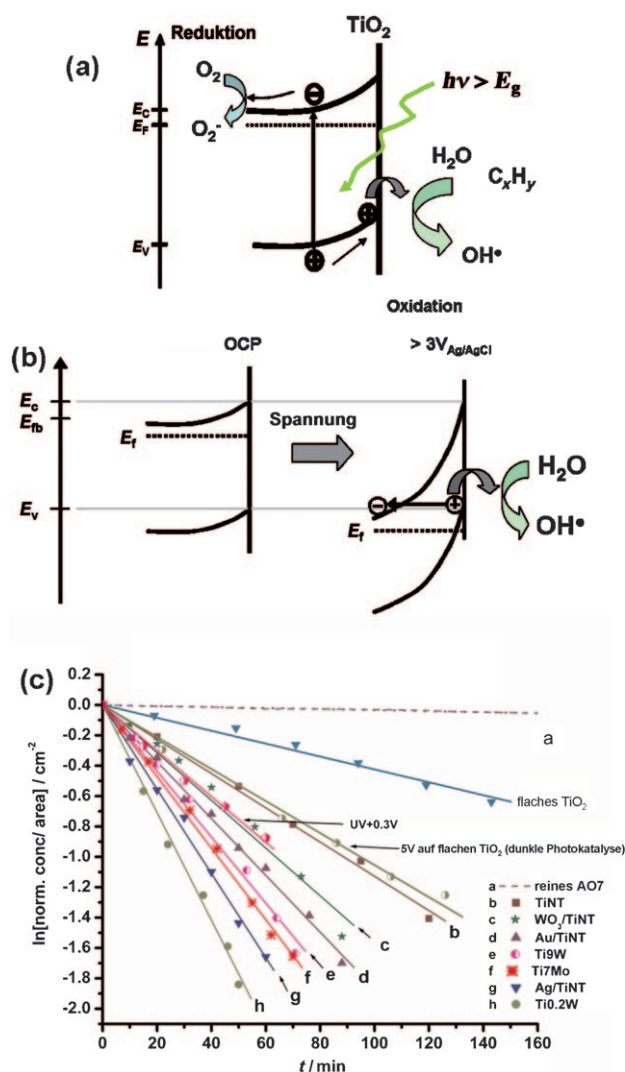 (a)
E
Reduktion
TiO2
O2
hν > Eg
EC
EF
O2-
H2O
CxHy
EV
OH•
Oxidation
(b)
OCP
> 3VAg/AgCl
Ec
Efb
Ef
Spannung
H2O
Ev
Ef
OH•
(c)
ln[norm. conc/ area] / cm-2
0.2
0.0
-0.2
-0.4
-0.6
-0.8
-1.0
-1.2
-1.4
-1.6
-1.8
-2.0
a
flaches TiO2
UV+0.3V
5V auf flachen TiO2 (dunkle Photokatalyse)
b
c
d
e
f
g
h
a reines AO7
b TiNT
c WO3/TiNT
d Au/TiNT
e Ti9W
f Ti7Mo
g Ag/TiNT
h Ti0.2W
0 20 40 60 80 100 120 140 160
t / min